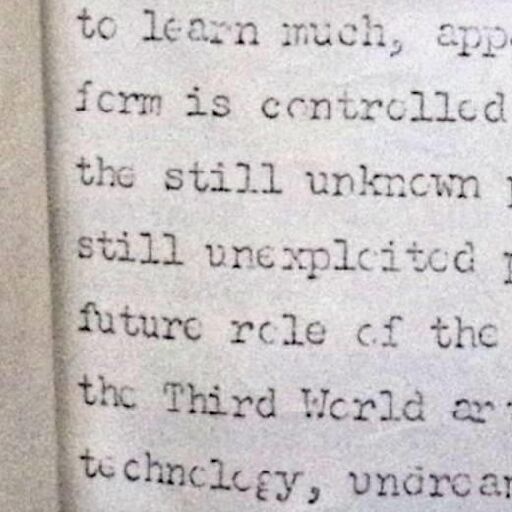 to learn much, app
form is controlled
the still unknown
still unexploited
future role of the
the Third World ar
technology, undrear